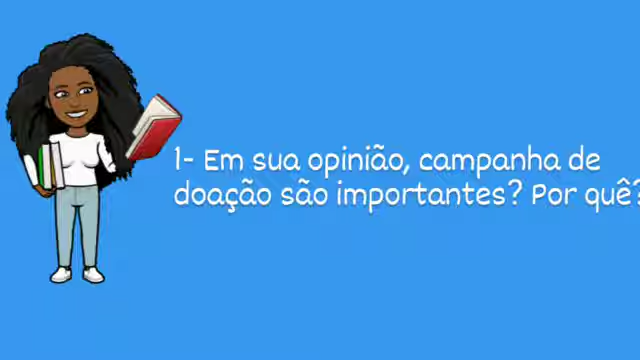 1- Em sua opinião, campanha de
doação são importantes? Por quê?